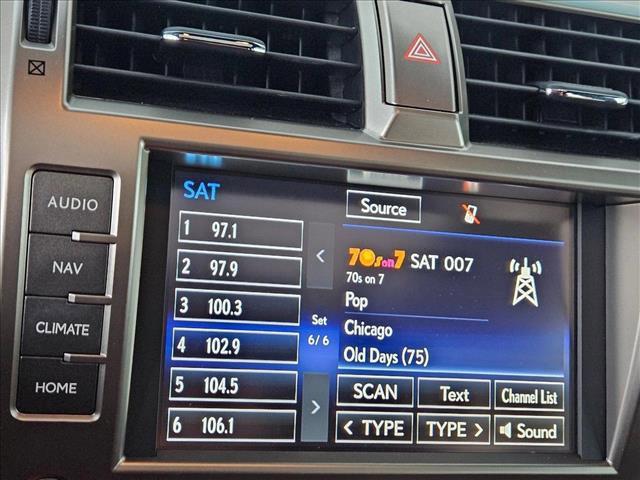 AUDIO
NAV
CLIMATE
HOME
SAT
1 97.1
2 97.9
3 100.3
4 102.9
5 104.5
6 106.1
<
Set
6/6
>
Source
70s on 7 SAT 007
70s on 7
Pop
Chicago
Old Days (75)
SCAN Text Channel List
< TYPE TYPE > Sound